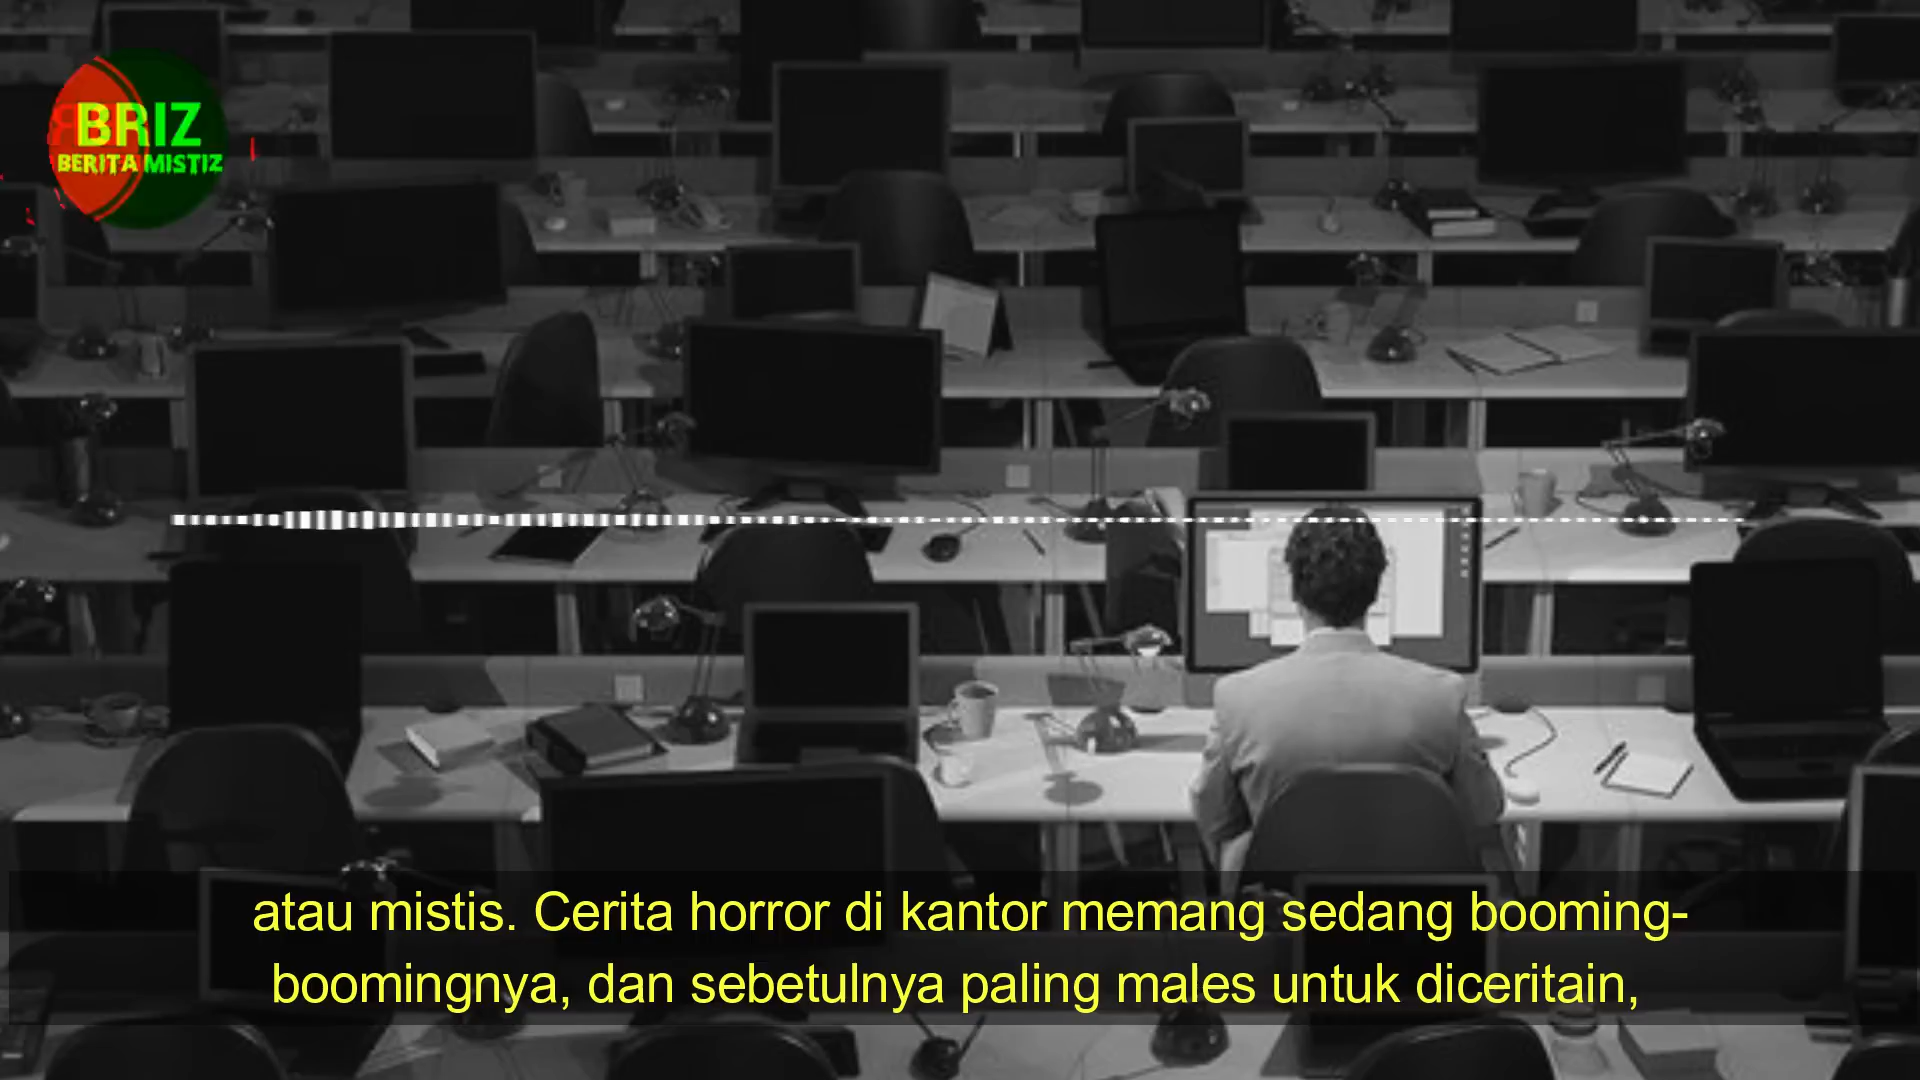 BRIZ
BERITA MISTIZ
atau mistis. Cerita horror di kantor memang sedang booming-
boomingnya, dan sebetulnya paling males untuk diceritain,